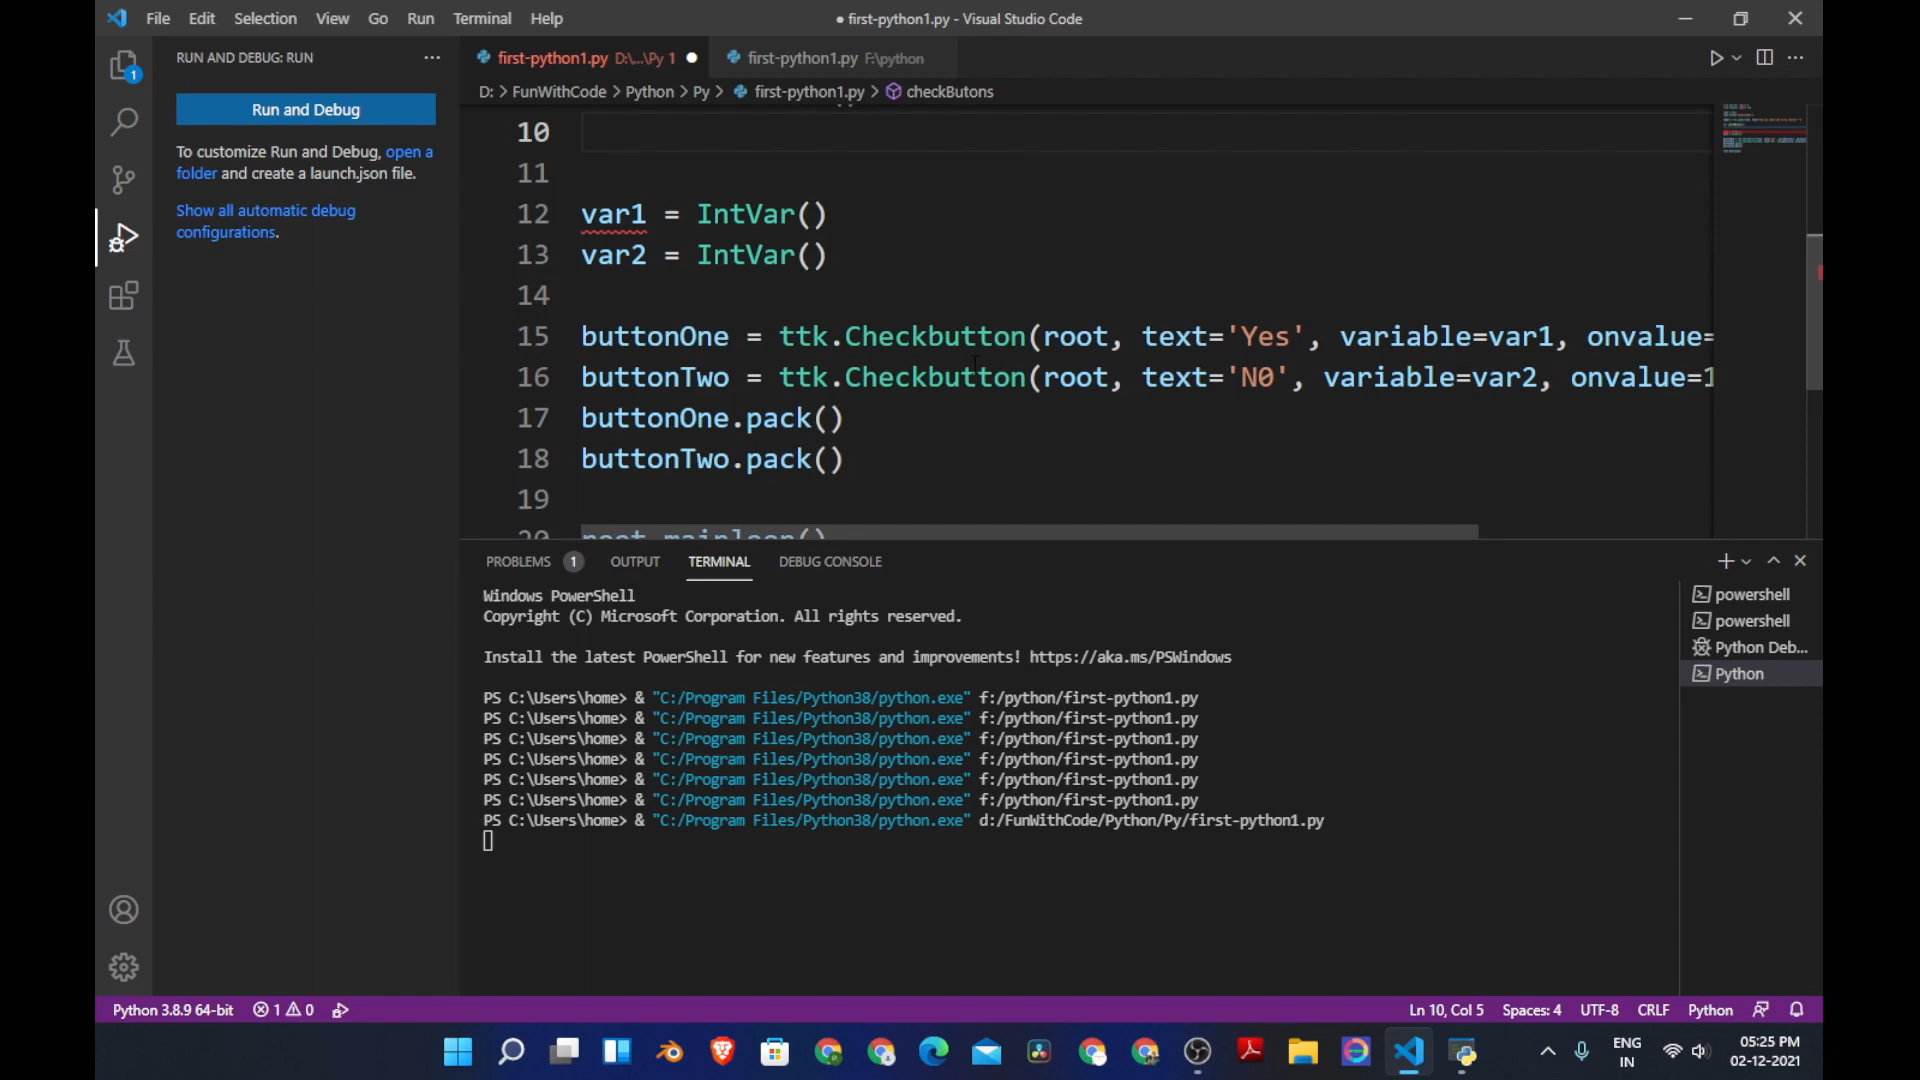 File Edit Selection View Go Run Terminal Help
● first-python1.py - Visual Studio Code
RUN AND DEBUG: RUN
Run and Debug
To customize Run and Debug, open a
folder and create a launch.json file.
Show all automatic debug
configurations.
1
first-python1.py D:\...\Py 1
first-python1.py F:\python
D: > FunWithCode > Python > Py > first-python1.py > checkButons
10
11
12 var1 = IntVar()
13 var2 = IntVar()
14
15 buttonOne = ttk.Checkbutton(root, text='Yes', variable=var1, onvalue=
16 buttonTwo = ttk.Checkbutton(root, text='N0', variable=var2, onvalue=1
17 buttonOne.pack()
18 buttonTwo.pack()
19
20 root.mainloop()
PROBLEMS 1 OUTPUT TERMINAL DEBUG CONSOLE
Windows PowerShell
Copyright (C) Microsoft Corporation. All rights reserved.
Install the latest PowerShell for new features and improvements! https://aka.ms/PSWindows
PS C:\Users\home> & "C:/Program Files/Python38/python.exe" f:/python/first-python1.py
PS C:\Users\home> & "C:/Program Files/Python38/python.exe" f:/python/first-python1.py
PS C:\Users\home> & "C:/Program Files/Python38/python.exe" f:/python/first-python1.py
PS C:\Users\home> & "C:/Program Files/Python38/python.exe" f:/python/first-python1.py
PS C:\Users\home> & "C:/Program Files/Python38/python.exe" f:/python/first-python1.py
PS C:\Users\home> & "C:/Program Files/Python38/python.exe" f:/python/first-python1.py
PS C:\Users\home> & "C:/Program Files/Python38/python.exe" d:/FunWithCode/Python/Py/first-python1.py
powershell
powershell
Python Deb...
Python
Python 3.8.9 64-bit 1 0
Ln 10, Col 5 Spaces: 4 UTF-8 CRLF Python
ENG
IN
05:25 PM
02-12-2021